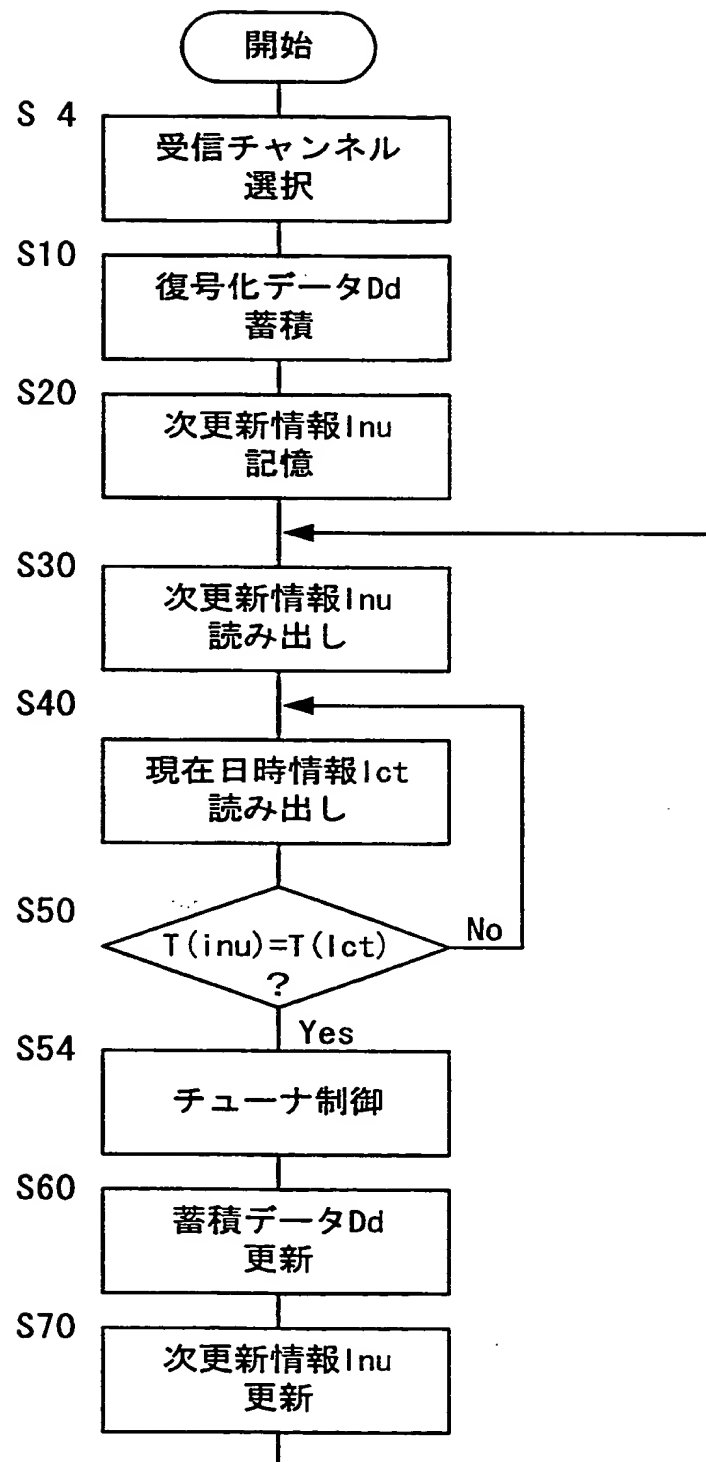 開始
S 4
受信チャンネル
選択
S10
復号化データDd
蓄積
S20
次更新情報Inu
記憶
S30
次更新情報Inu
読み出し
S40
現在日時情報Ict
読み出し
S50
T(inu)=T(Ict)
?
No
Yes
S54
チューナ制御
S60
蓄積データDd
更新
S70
次更新情報Inu
更新